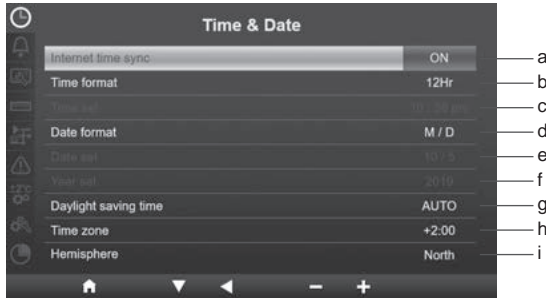 Time & Date
Internet time sync ON a
Time format 12Hr b
Time set 10 : 26 pm c
Date format M / D d
Date set 10 / 5 e
Year set 2019 f
Daylight saving time AUTO g
Time zone +2:00 h
Hemisphere North i